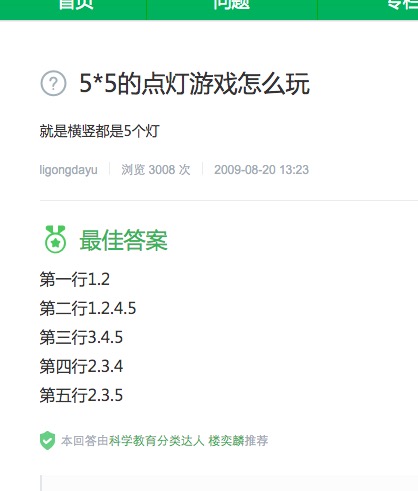 首页 问题 专栏
5*5的点灯游戏怎么玩
就是横竖都是5个灯
ligongdayu 浏览 3008 次 2009-08-20 13:23
最佳答案
第一行1.2
第二行1.2.4.5
第三行3.4.5
第四行2.3.4
第五行2.3.5
本回答由科学教育分类达人 楼奕麟推荐